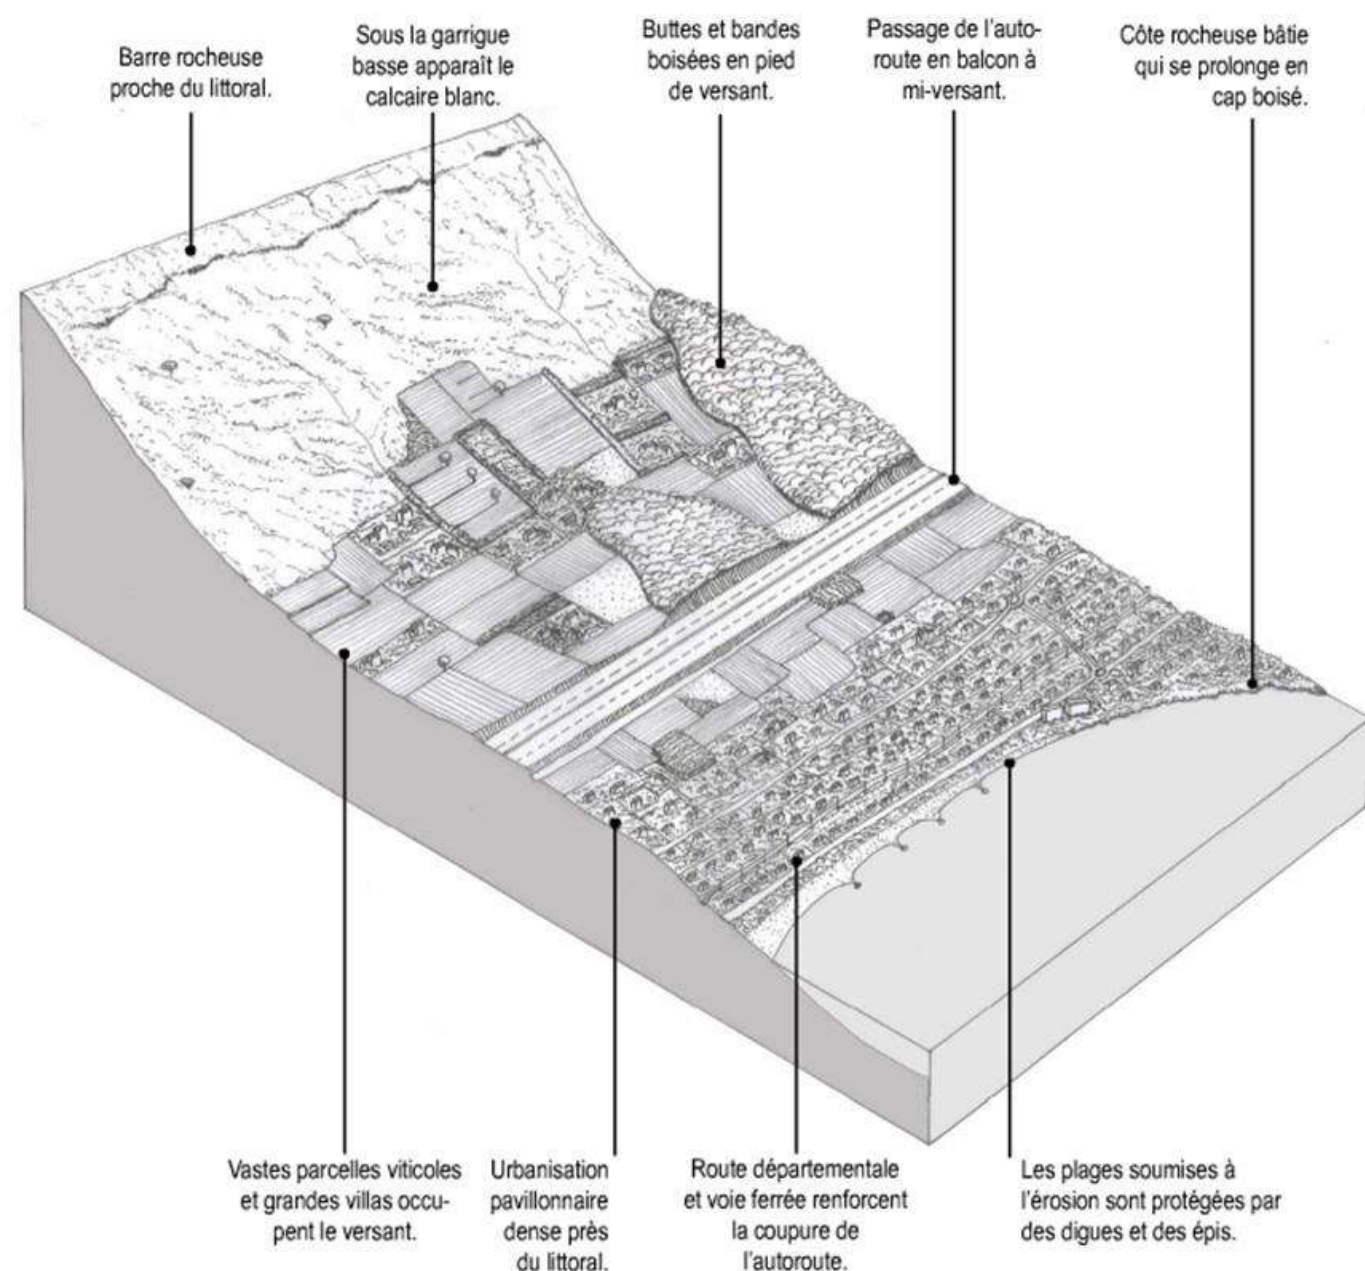 Barre rocheuse
proche du littoral.
Sous la garrigue
basse apparaît le
calcaire blanc.
Buttes et bandes
boisées en pied
de versant.
Passage de l'auto-
route en balcon à
mi-versant.
Côte rocheuse bâtie
qui se prolonge en
cap boisé.
Vastes parcelles viticoles
et grandes villas occu-
pent le versant.
Urbanisation
pavillonnaire
dense près
du littoral.
Route départementale
et voie ferrée renforcent
la coupure de
l'autoroute.
Les plages soumises à
l'érosion sont protégées par
des digues et des épis.